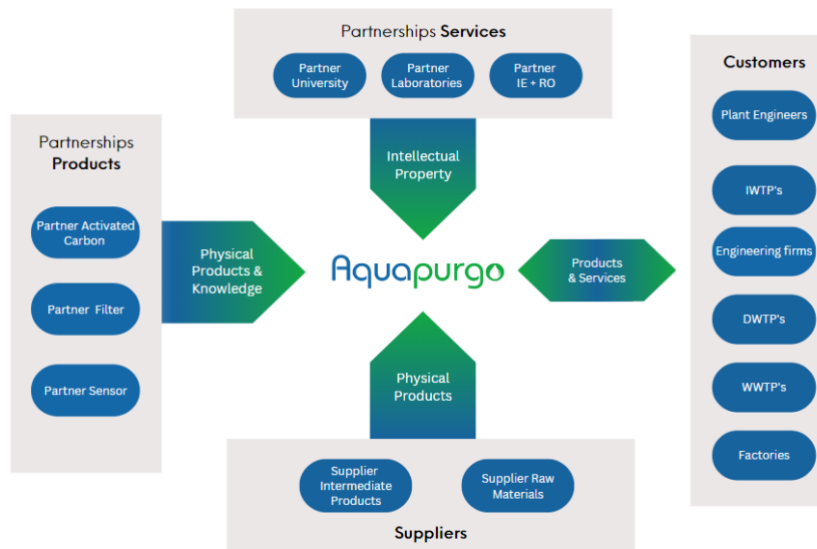 Partnerships Services
Partner
University
Partner
Laboratories
Partner
IE + RO
Intellectual
Property
Partnerships
Products
Partner Activated
Carbon
Partner Filter
Partner Sensor
Physical
Products &
Knowledge
Aquapurgo
Products
& Services
Customers
Plant Engineers
IWTP's
Engineering firms
DWTP's
WWTP's
Factories
Physical
Products
Supplier
Intermediate
Products
Supplier Raw
Materials
Suppliers